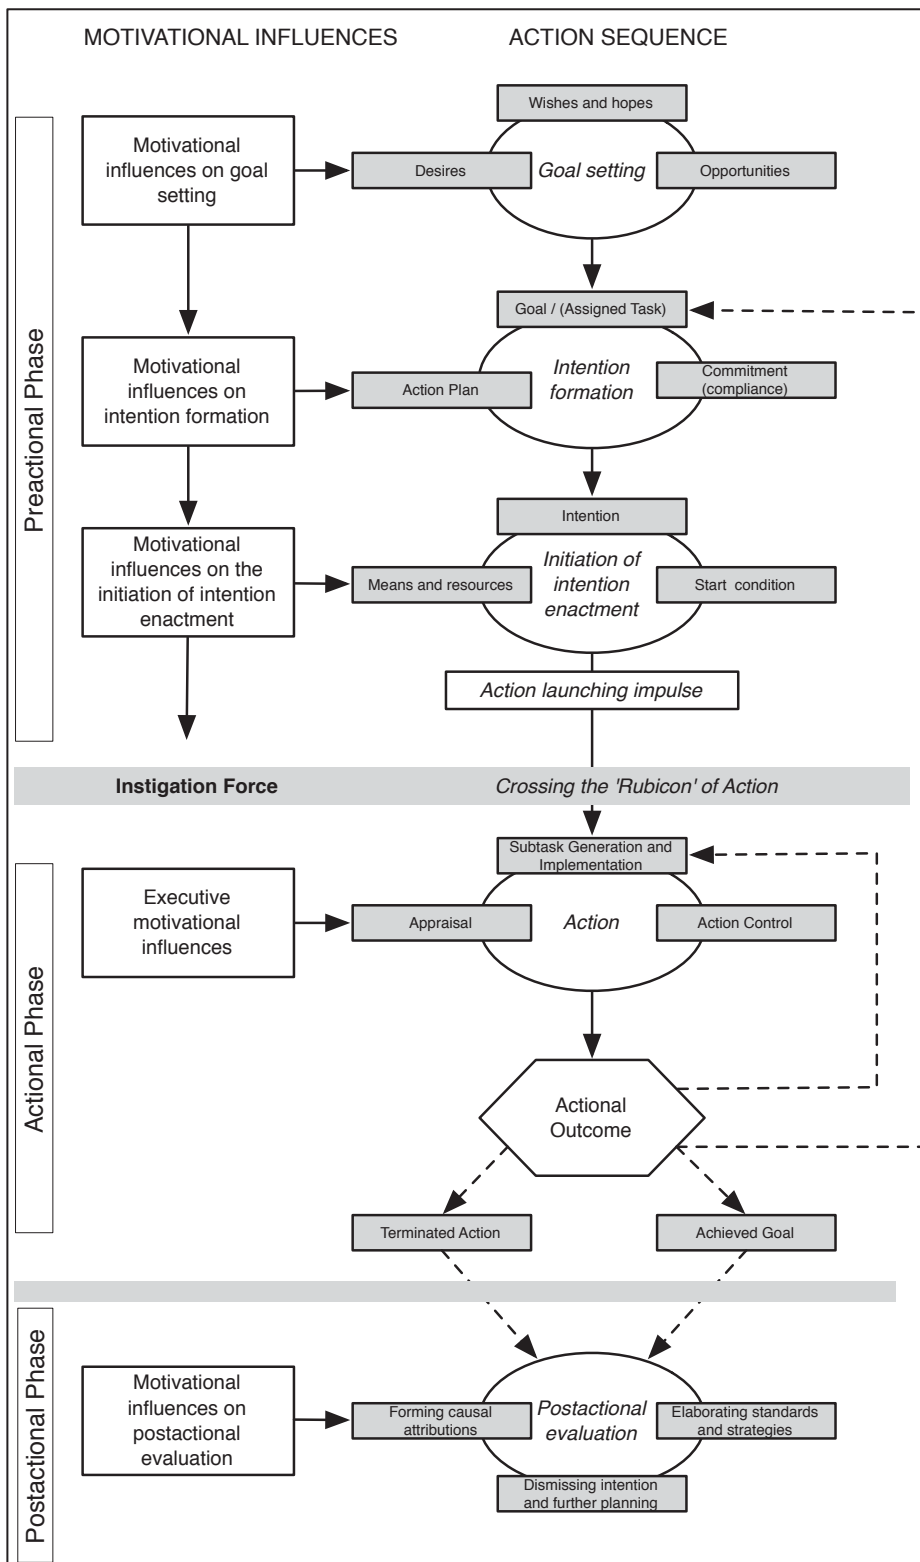 MOTIVATIONAL INFLUENCES
ACTION SEQUENCE
Preactional Phase
Wishes and hopes
Motivational
influences on goal
setting
Desires
Goal setting
Opportunities
Goal / (Assigned Task)
Motivational
influences on
intention formation
Action Plan
Intention
formation
Commitment
(compliance)
Intention
Motivational
influences on the
initiation of intention
enactment
Means and resources
Initiation of
intention
enactment
Start condition
Action launching impulse
Instigation Force
Crossing the 'Rubicon' of Action
Actional Phase
Subtask Generation and
Implementation
Executive
motivational
influences
Appraisal
Action
Action Control
Actional
Outcome
Terminated Action
Achieved Goal
Postactional Phase
Motivational
influences on
postactional
evaluation
Forming causal
attributions
Postactional
evaluation
Elaborating standards
and strategies
Dismissing intention
and further planning